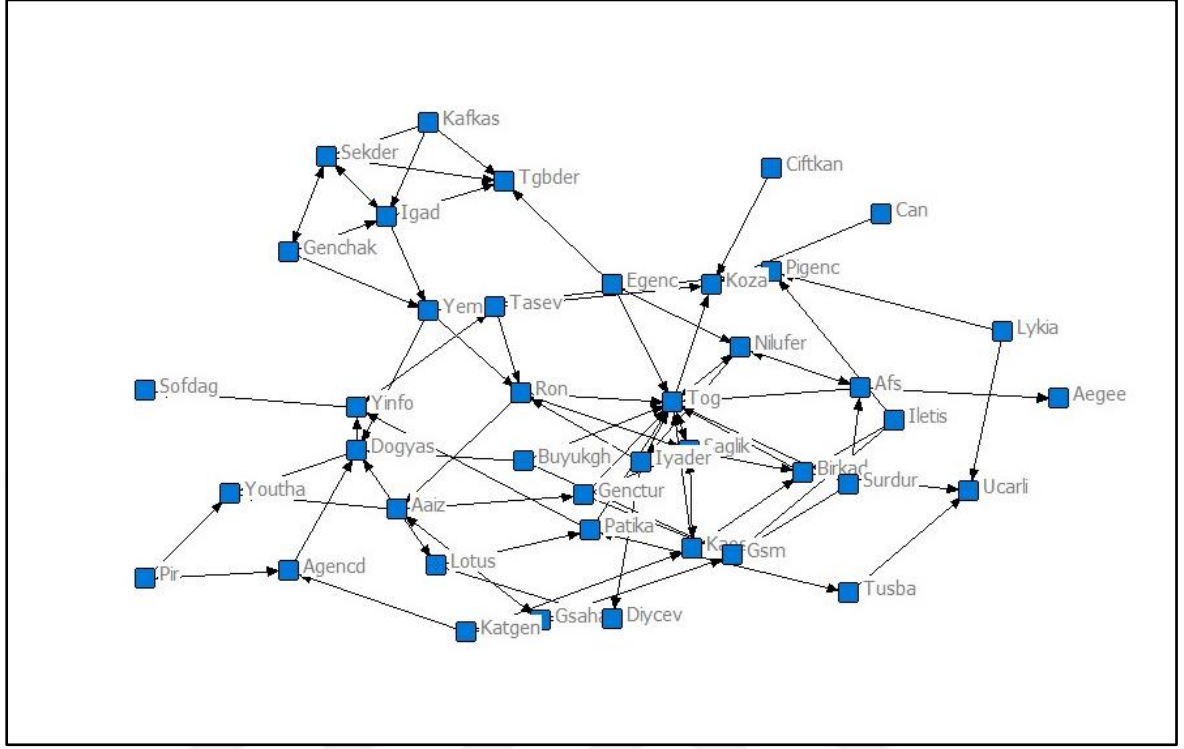 Kafkas
Sekder
Tgbder
Ciftkan
Igad
Can
Genchak
Egenc
Koza
Pigenc
Yem
Tasev
Lykia
Nilufer
Sofdag
Yinfo
Ron
Tog
Afs
Aegee
Iletis
Dogyas
Buyukgh
Iyader
Saglik
Birkad
Youtha
Aaiz
Genctur
Surdur
Ucarli
Patika
Gsm
Pir
Agencd
Lotus
Tusba
Katgen
Diycev